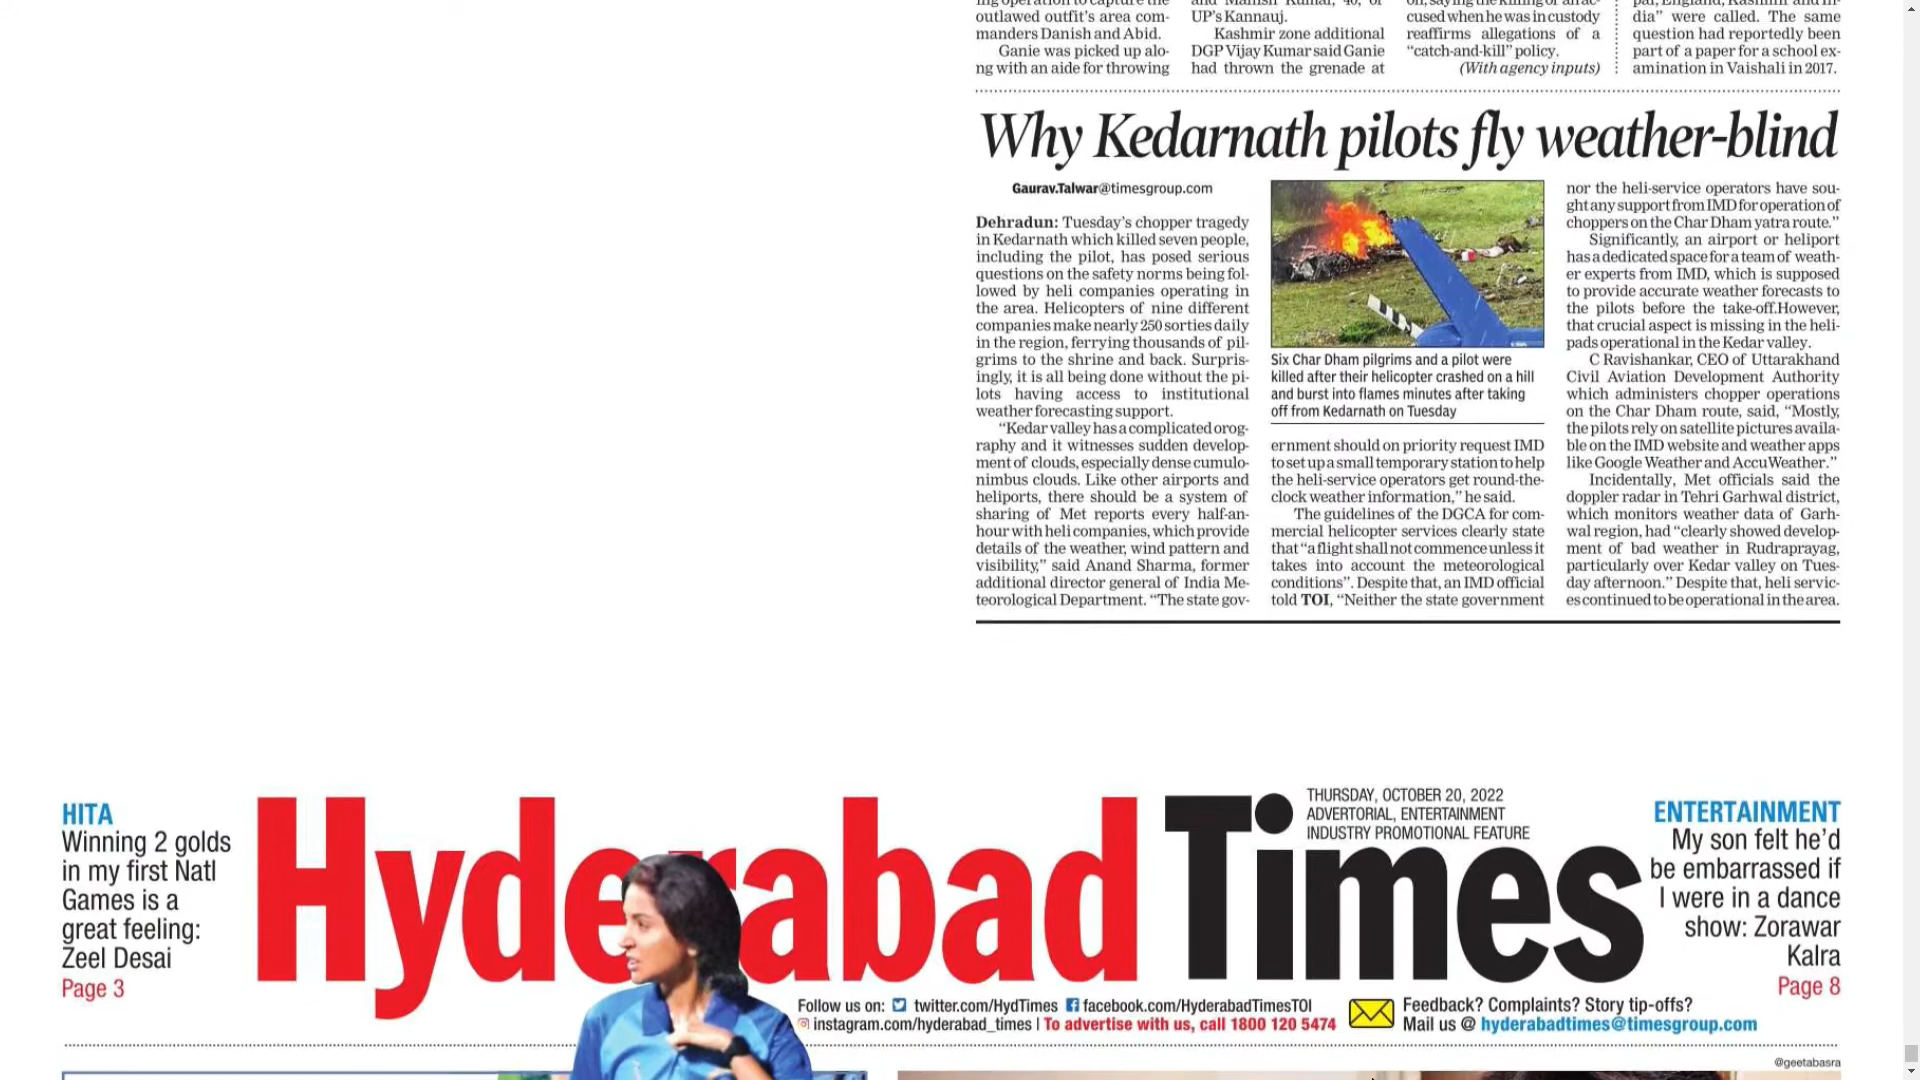 ing operation to capture the
outlawed outfit's area com-
manders Danish and Abid.
Ganie was picked up alo-
ng with an aide for throwing
and Manish Kumar, 40, of
UP's Kannauj.
Kashmir zone additional
DGP Vijay Kumar said Ganie
had thrown the grenade at
cused when he was in custody
reaffirms allegations of a
"catch-and-kill" policy.
(With agency inputs)
pal, England, Kashmir and In-
dia" were called. The same
question had reportedly been
part of a paper for a school ex-
amination in Vaishali in 2017.
Why Kedarnath pilots fly weather-blind
Gaurav.Talwar@timesgroup.com
Dehradun: Tuesday's chopper tragedy
in Kedarnath which killed seven people,
including the pilot, has posed serious
questions on the safety norms being fol-
lowed by heli companies operating in
the area. Helicopters of nine different
companies make nearly 250 sorties daily
in the region, ferrying thousands of pil-
grims to the shrine and back. Surpris-
ingly, it is all being done without the pi-
lots having access to institutional
weather forecasting support.
"Kedar valley has a complicated orog-
raphy and it witnesses sudden develop-
ment of clouds, especially dense cumulo-
nimbus clouds. Like other airports and
heliports, there should be a system of
sharing of Met reports every half-an-
hour with heli companies, which provide
details of the weather, wind pattern and
visibility," said Anand Sharma, former
additional director general of India Me-
teorological Department. "The state gov-
Six Char Dham pilgrims and a pilot were
killed after their helicopter crashed on a hill
and burst into flames minutes after taking
off from Kedarnath on Tuesday
ernment should on priority request IMD
to set up a small temporary station to help
the heli-service operators get round-the-
clock weather information," he said.
The guidelines of the DGCA for com-
mercial helicopter services clearly state
that "a flight shall not commence unless it
takes into account the meteorological
conditions". Despite that, an IMD official
told TOI, "Neither the state government
nor the heli-service operators have sou-
ght any support from IMD for operation of
choppers on the Char Dham yatra route."
Significantly, an airport or heliport
has a dedicated space for a team of weath-
er experts from IMD, which is supposed
to provide accurate weather forecasts to
the pilots before the take-off.However,
that crucial aspect is missing in the heli-
pads operational in the Kedar valley.
C Ravishankar, CEO of Uttarakhand
Civil Aviation Development Authority
which administers chopper operations
on the Char Dham route, said, "Mostly,
the pilots rely on satellite pictures availa-
ble on the IMD website and weather apps
like Google Weather and AccuWeather."
Incidentally, Met officials said the
doppler radar in Tehri Garhwal district,
which monitors weather data of Garh-
wal region, had "clearly showed develop-
ment of bad weather in Rudraprayag,
particularly over Kedar valley on Tues-
day afternoon." Despite that, heli servic-
es continued to be operational in the area.
HITA
Winning 2 golds
in my first Natl
Games is a
great feeling:
Zeel Desai
Page 3
Hyderabad Times
THURSDAY, OCTOBER 20, 2022
ADVERTORIAL, ENTERTAINMENT
INDUSTRY PROMOTIONAL FEATURE
ENTERTAINMENT
My son felt he'd
be embarrassed if
I were in a dance
show: Zorawar
Kalra
Page 8
Follow us on: twitter.com/HydTimes facebook.com/HyderabadTimesTOI
instagram.com/hyderabad_times | To advertise with us, call 1800 120 5474
Feedback? Complaints? Story tip-offs?
Mail us @ hyderabadtimes@timesgroup.com
@geetabasra